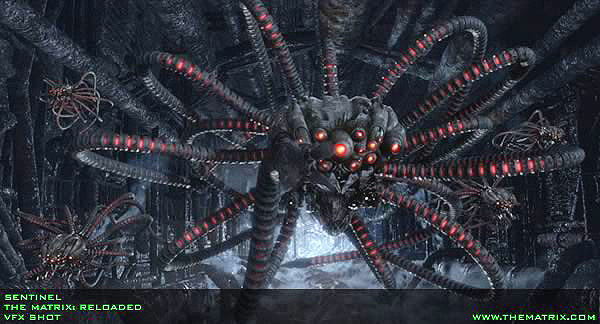 SENTINEL
THE MATRIX: RELOADED
VFX SHOT
WWW.THEMATRIX.COM